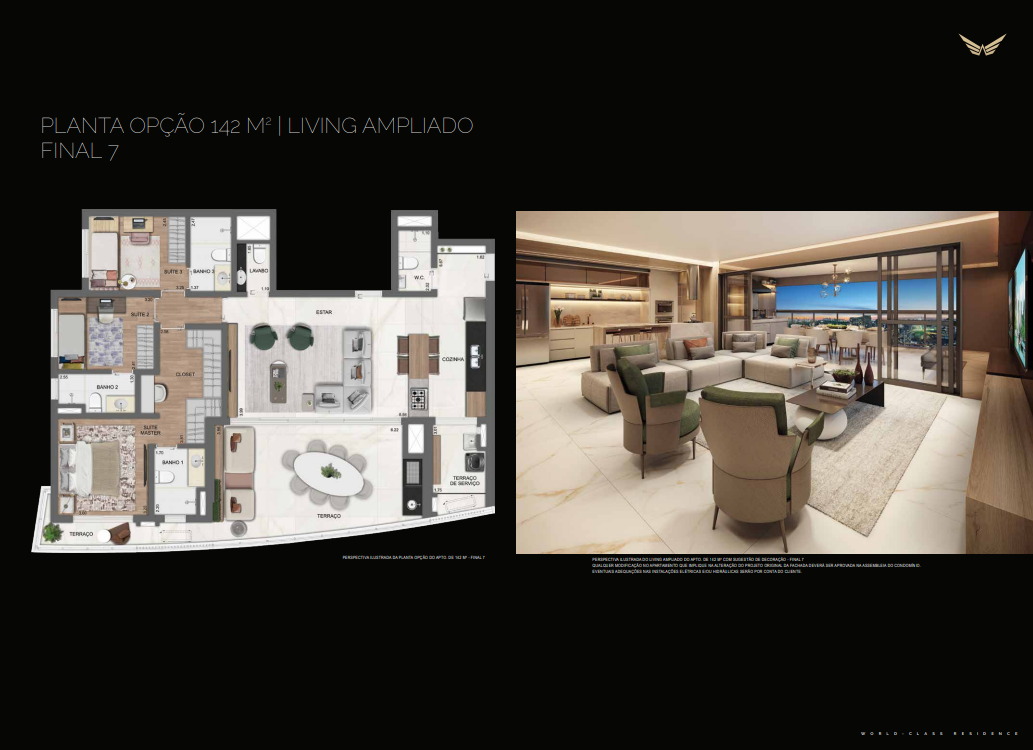 PLANTA OPÇÃO 142 M² | LIVING AMPLIADO
FINAL 7
SUÍTE 3
BANHO 3
LAVABO
W.C.
SUÍTE 2
ESTAR
COZINHA
CLOSET
BANHO 2
SUÍTE
MASTER
BANHO 1
TERRAÇO
DE SERVIÇO
TERRAÇO
TERRAÇO
PERSPECTIVA ILUSTRADA DA PLANTA OPÇÃO DO APTO. DE 142 M² - FINAL 7
PERSPECTIVA ILUSTRADA DO LIVING AMPLIADO DO APTO. DE 142 M² COM SUGESTÃO DE DECORAÇÃO - FINAL 7
QUALQUER MODIFICAÇÃO NO APARTAMENTO QUE IMPLIQUE NA ALTERAÇÃO DO PROJETO ORIGINAL DA FACHADA DEVERÁ SER APROVADA NA ASSEMBLEIA DO CONDOMÍNIO.
EVENTUAIS ADEQUAÇÕES NAS INSTALAÇÕES ELÉTRICAS E/OU HIDRÁULICAS SERÃO POR CONTA DO CLIENTE.
WORLD-CLASS RESIDENCE